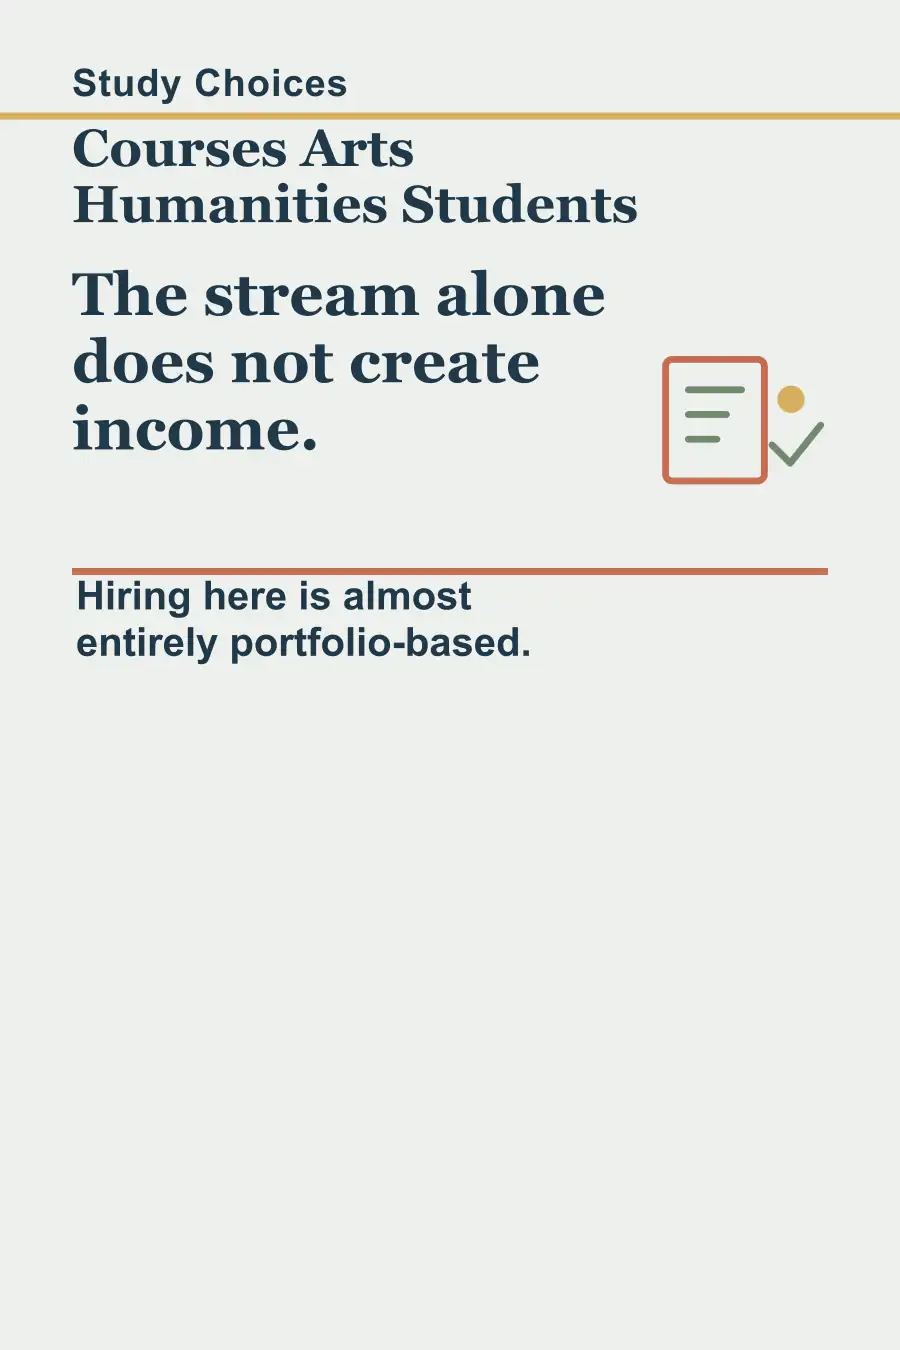 Study Choices
Courses Arts
Humanities Students
The stream alone
does not create
income.
Hiring here is almost
entirely portfolio-based.